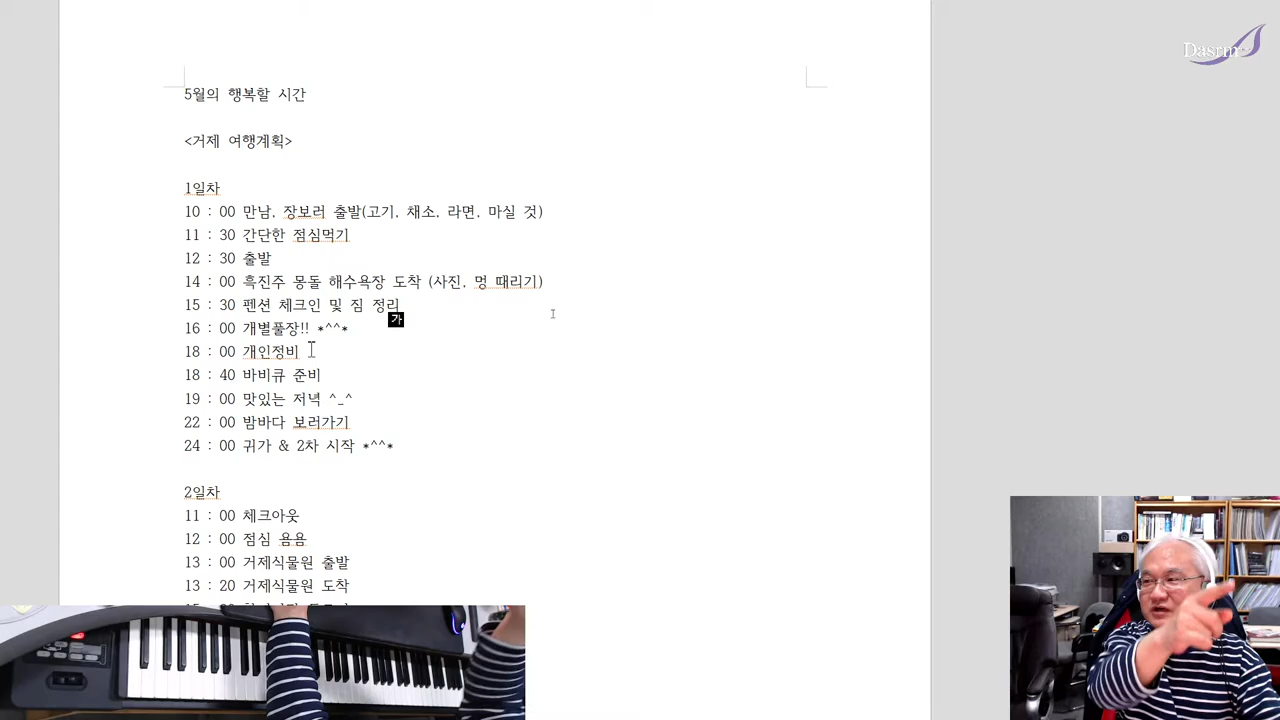 Dasrm
5월의 행복할 시간
<거제 여행계획>
1일차
10 : 00 만남, 장보러 출발(고기, 채소, 라면, 마실 것)
11 : 30 간단한 점심먹기
12 : 30 출발
14 : 00 흑진주 몽돌 해수욕장 도착 (사진, 멍 때리기)
15 : 30 펜션 체크인 및 짐 정리
가
16 : 00 개별풀장!! *^^*
18 : 00 개인정비
18 : 40 바비큐 준비
19 : 00 맛있는 저녁 ^_^
22 : 00 밤바다 보러가기
24 : 00 귀가 & 2차 시작 *^^*
2일차
11 : 00 체크아웃
12 : 00 점심 욤욤
13 : 00 거제식물원 출발
13 : 20 거제식물원 도착